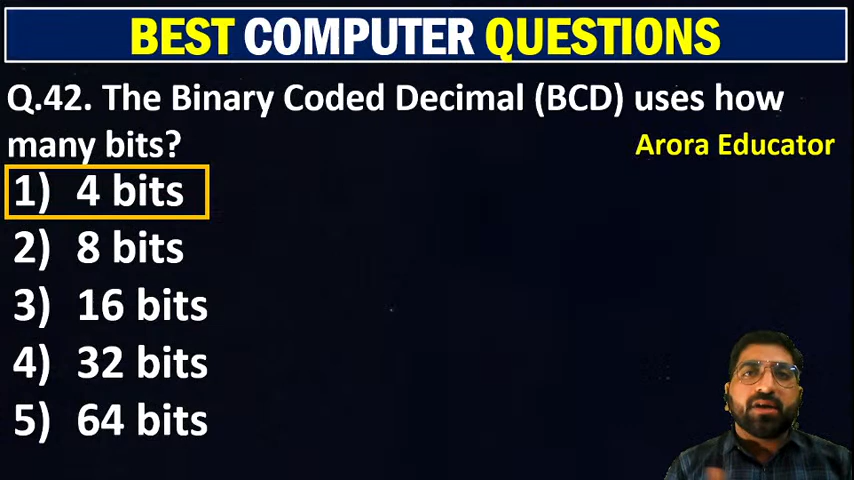 BEST COMPUTER QUESTIONS
Q.42. The Binary Coded Decimal (BCD) uses how
many bits?
Arora Educator
1) 4 bits
2) 8 bits
3) 16 bits
4) 32 bits
5) 64 bits